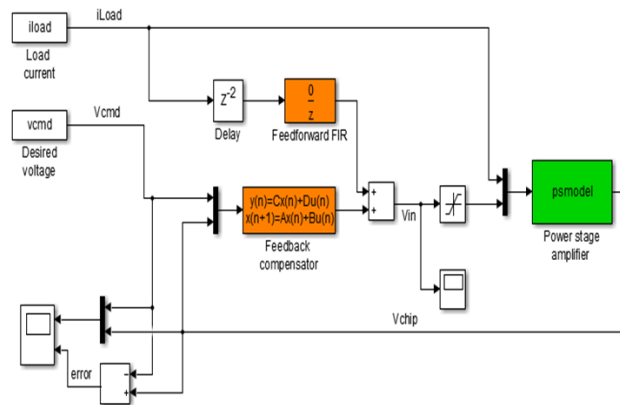 iload
iLoad
Load
current
Z-2
Delay
0
z
Feedforward FIR
vcmd
Vcmd
Desired
voltage
y(n)=Cx(n)+Du(n)
x(n+1)=Ax(n)+Bu(n)
Feedback
compensator
+
+
Vin
psmodel
Power stage
amplifier
Vchip
error
−
+